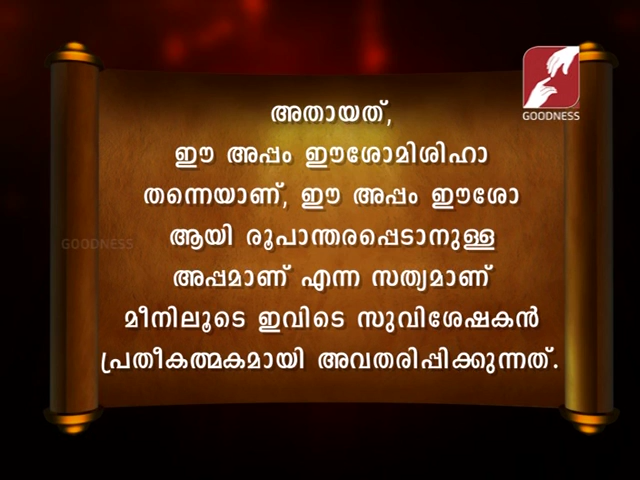 അതായത്,
ഈ അപ്പം ഈശോമിശിഹാ
തന്നെയാണ്, ഈ അപ്പം ഈശോ
ആയി രൂപാന്തരപ്പെടാനുള്ള
അപ്പമാണ് എന്ന സത്യമാണ്
മീനിലൂടെ ഇവിടെ സുവിശേഷകൻ
പ്രതീകത്മകമായി അവതരിപ്പിക്കുന്നത്.
GOODNESS
GOODNESS